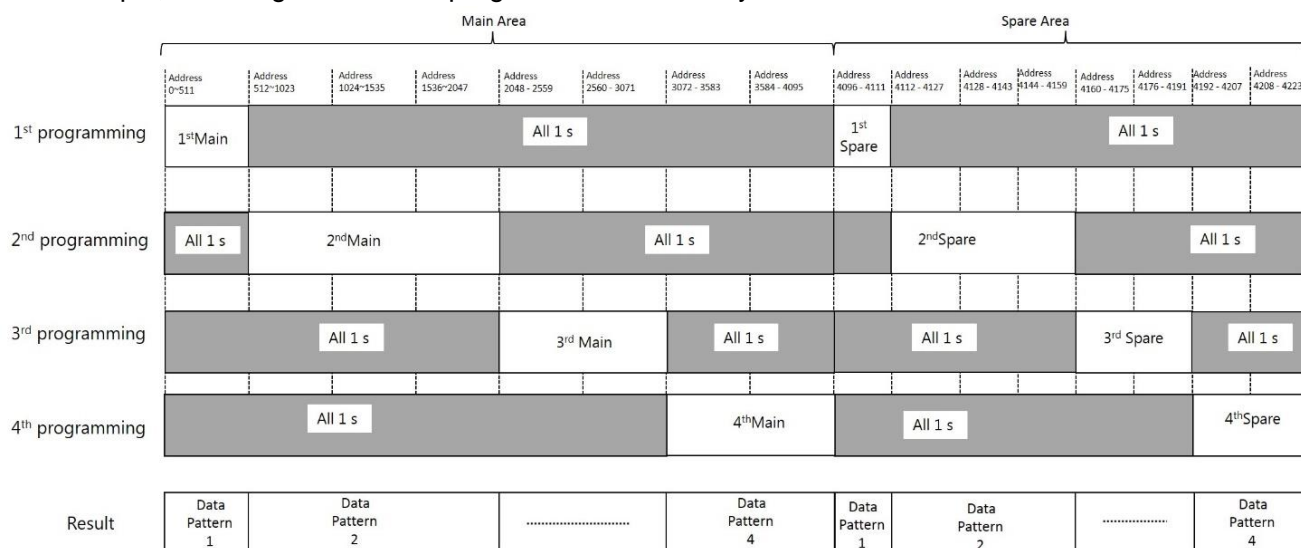 Main Area
Spare Area
Address 0~511
Address 512~1023
Address 1024~1535
Address 1536~2047
Address 2048 - 2559
Address 2560 - 3071
Address 3072 - 3583
Address 3584 - 4095
Address 4096 - 4111
Address 4112 - 4127
Address 4128 - 4143
Address 4144 - 4159
Address 4160 - 4175
Address 4176 - 4191
Address 4192 - 4207
Address 4208 - 4223
1st programming
1stMain
All 1 s
1st
Spare
All 1 s
2nd programming
All 1 s
2ndMain
All 1 s
2ndSpare
All 1 s
3rd programming
All 1 s
3rd Main
All 1 s
All 1 s
3rd Spare
All 1 s
4th programming
All 1 s
4thMain
All 1 s
4thSpare
Result
Data
Pattern
1
Data
Pattern
2
....................
Data
Pattern
4
Data
Pattern
1
Data
Pattern
2
..........
Data
Pattern
4